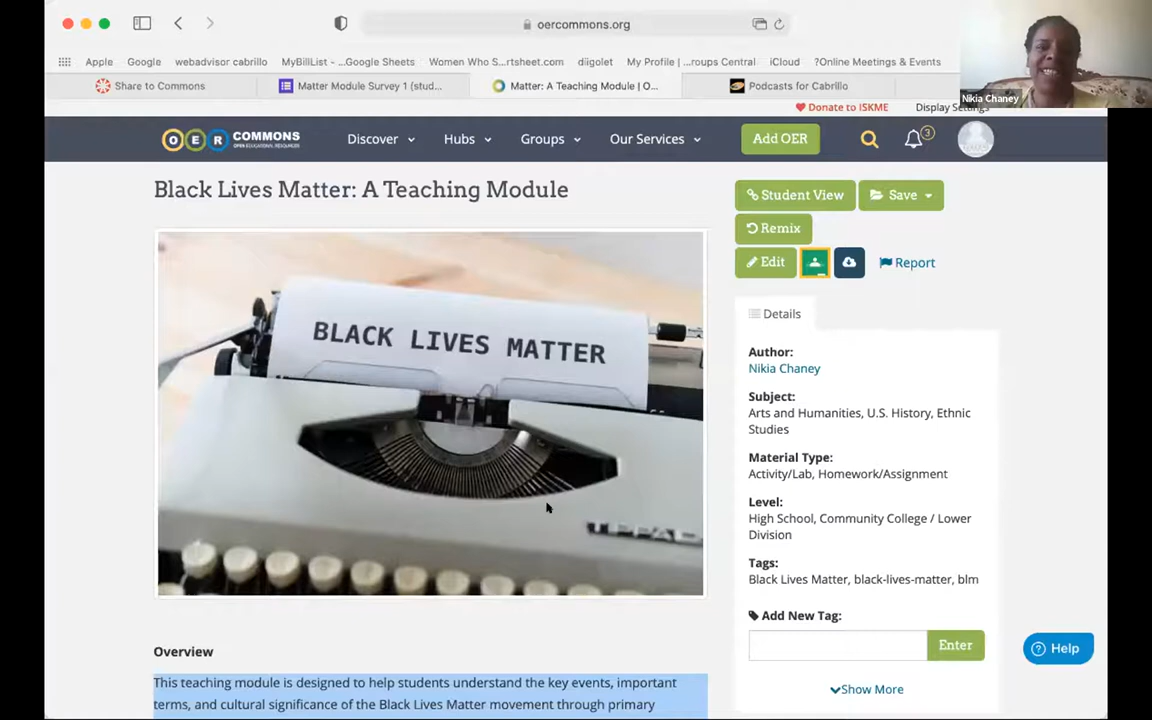 oercommons.org
Apple Google webadvisor cabrillo MyBillList - ...Google Sheets Women Who S...rtsheet.com diigolet My Profile | ...roups Central iCloud ?Online Meetings & Events
Share to Commons Matter Module Survey 1 (stud... Matter: A Teaching Module | O... Podcasts for Cabrillo
Nikia Chaney
Donate to ISKME Display Settings
OER COMMONS Discover Hubs Groups Our Services Add OER 3
OPEN EDUCATIONAL RESOURCES
Black Lives Matter: A Teaching Module
Student View Save
Remix
Edit Report
BLACK LIVES MATTER
Details
Author:
Nikia Chaney
Subject:
Arts and Humanities, U.S. History, Ethnic
Studies
Material Type:
Activity/Lab, Homework/Assignment
Level:
High School, Community College / Lower
Division
Tags:
Black Lives Matter, black-lives-matter, blm
Add New Tag:
Enter
Show More
Help
Overview
This teaching module is designed to help students understand the key events, important
terms, and cultural significance of the Black Lives Matter movement through primary